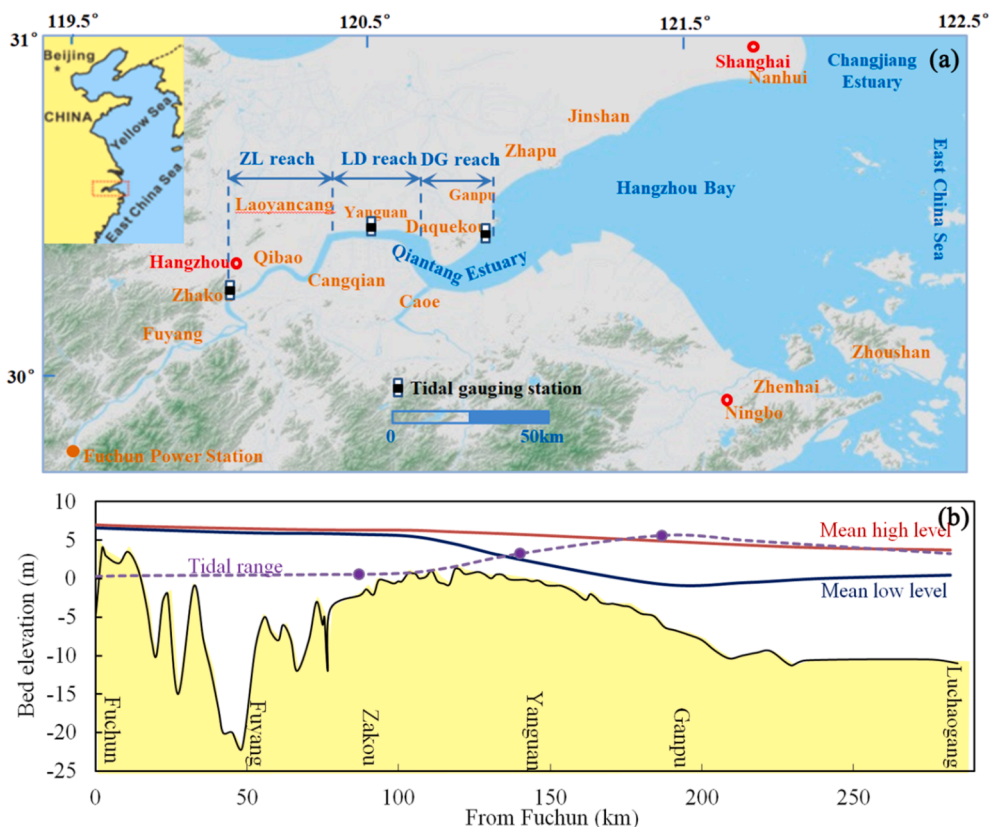 119.5°
120.5°
121.5°
122.5°
31°
30°
(a)
Beijing
CHINA
Yellow Sea
East China Sea
Shanghai
Nanhui
Changjiang
Estuary
Jinshan
Zhapu
East China Sea
Hangzhou Bay
ZL reach
LD reach
DG reach
Laoyancang
Yanguan
Ganpu
Daquekou
Qiantang Estuary
Hangzhou
Qibao
Cangqian
Zhakou
Caoe
Fuyang
Zhoushan
Zhenhai
Ningbo
Tidal gauging station
0
50km
Fuchun Power Station
(b)
10
5
0
-5
-10
-15
-20
-25
Bed elevation (m)
Mean high level
Tidal range
Mean low level
Fuchun
Fuyang
Zakou
Yanguan
Ganpu
Luchaogang
0
50
100
150
200
250
From Fuchun (km)